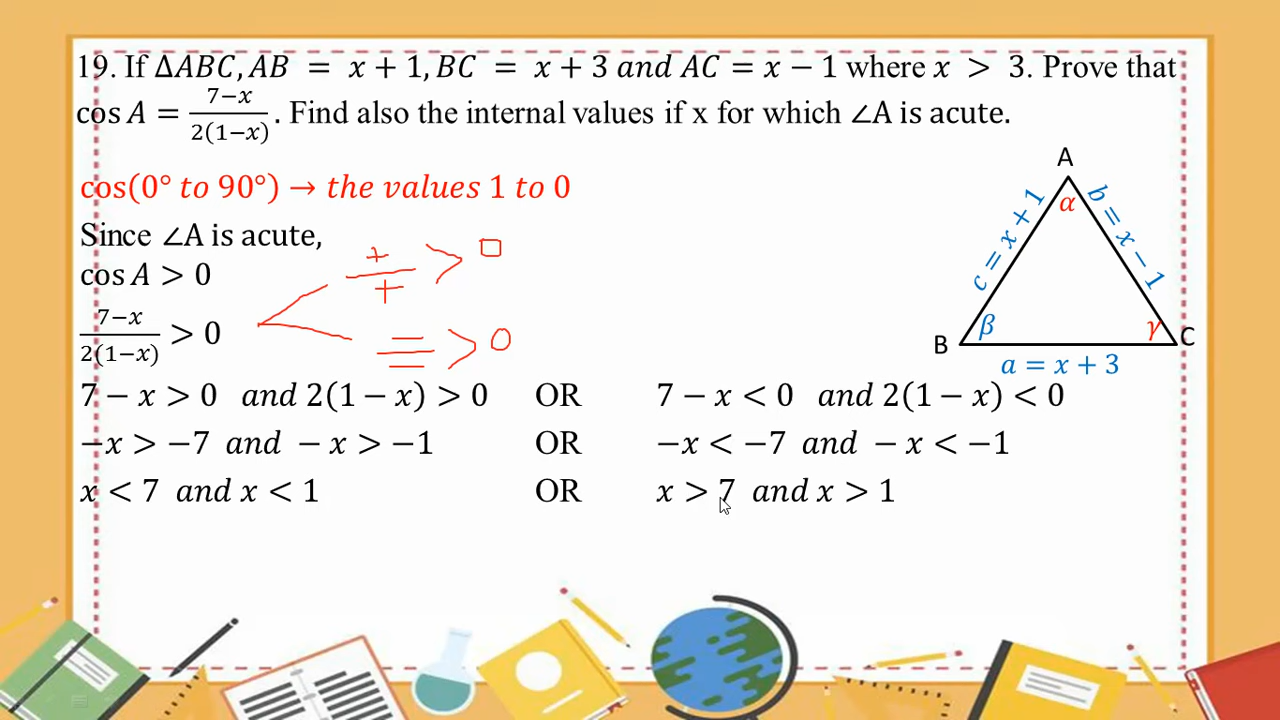 19. If ΔABC, AB = x + 1, BC = x + 3 and AC = x − 1 where x > 3. Prove that
cos A = (7−x)/(2(1−x)). Find also the internal values if x for which ∠A is acute.
cos(0° to 90°) → the values 1 to 0
Since ∠A is acute,
cos A > 0
+/+ > 0
(7−x)/(2(1−x)) > 0
−/− > 0
7 − x > 0 and 2(1 − x) > 0 OR 7 − x < 0 and 2(1 − x) < 0
−x > −7 and − x > −1 OR −x < −7 and − x < −1
x < 7 and x < 1 OR x > 7 and x > 1
A
α
c = x + 1
b = x − 1
B
β
γ
C
a = x + 3